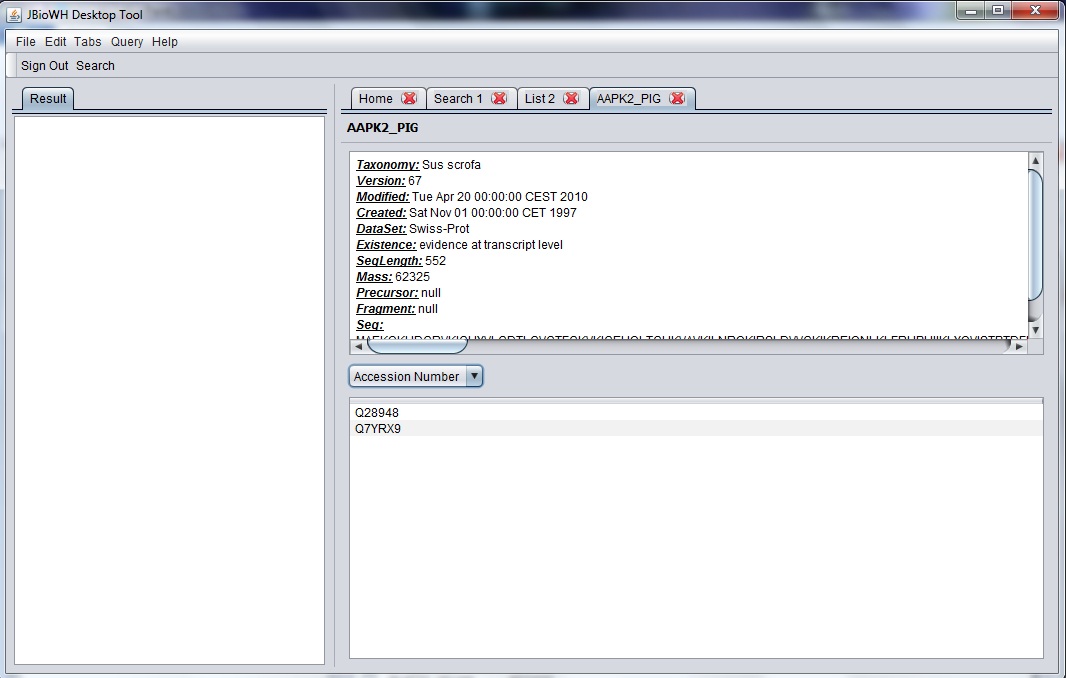 JBioWH Desktop Tool
File Edit Tabs Query Help
Sign Out Search
Result
Home Search 1 List 2 AAPK2_PIG
AAPK2_PIG
Taxonomy: Sus scrofa
Version: 67
Modified: Tue Apr 20 00:00:00 CEST 2010
Created: Sat Nov 01 00:00:00 CET 1997
DataSet: Swiss-Prot
Existence: evidence at transcript level
SeqLength: 552
Mass: 62325
Precursor: null
Fragment: null
Seq:
Accession Number
Q28948
Q7YRX9